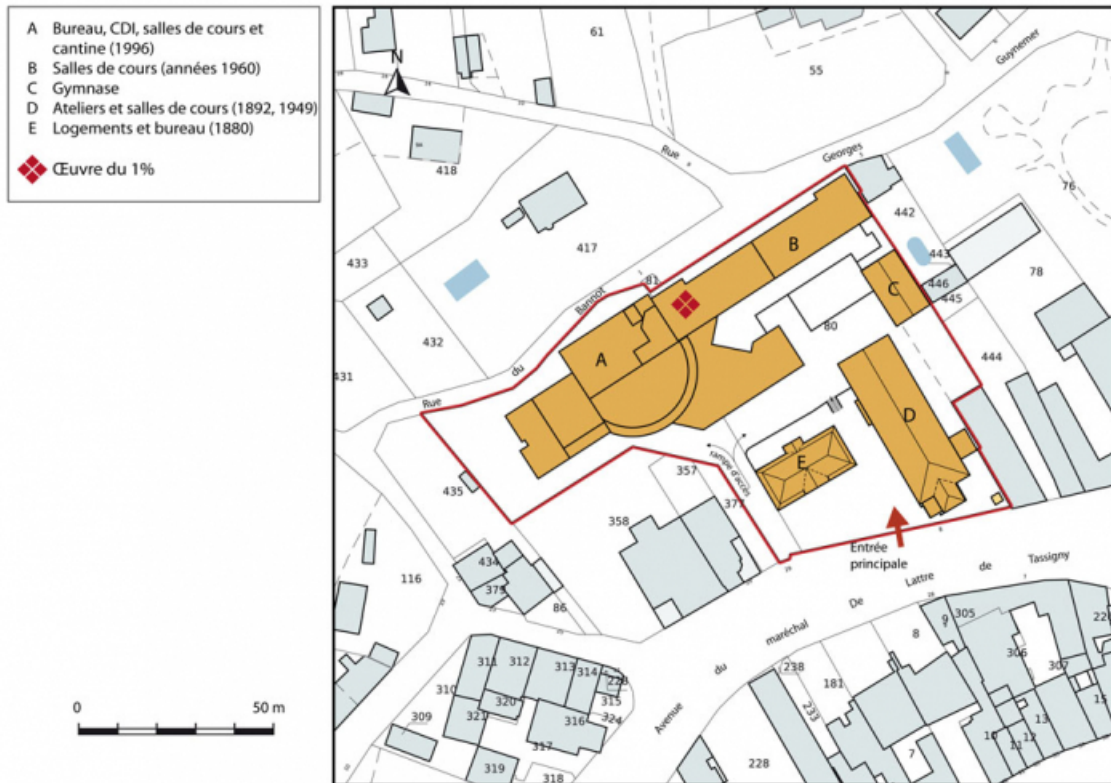 A Bureau, CDI, salles de cours et
cantine (1996)
B Salles de cours (années 1960)
C Gymnase
D Ateliers et salles de cours (1892, 1949)
E Logements et bureau (1880)
Œuvre du 1%
0 50 m
N
61
55
Guynemer
Rue
Georges
418
76
442
417
433
443
78
446
445
81
B
C
Bannot
80
432
A
444
431
du
Rue
D
E
rampe d'accès
357
435
377
358
Entrée
principale
Tassigny
de
Lattre
De
maréchal
du
Avenue
434
116
379
86
9
305
8
226
306
307
311
312
313
314
238
181
310
315
320
233
324
321
316
309
317
15
13
12
10
11
7
319
318
228